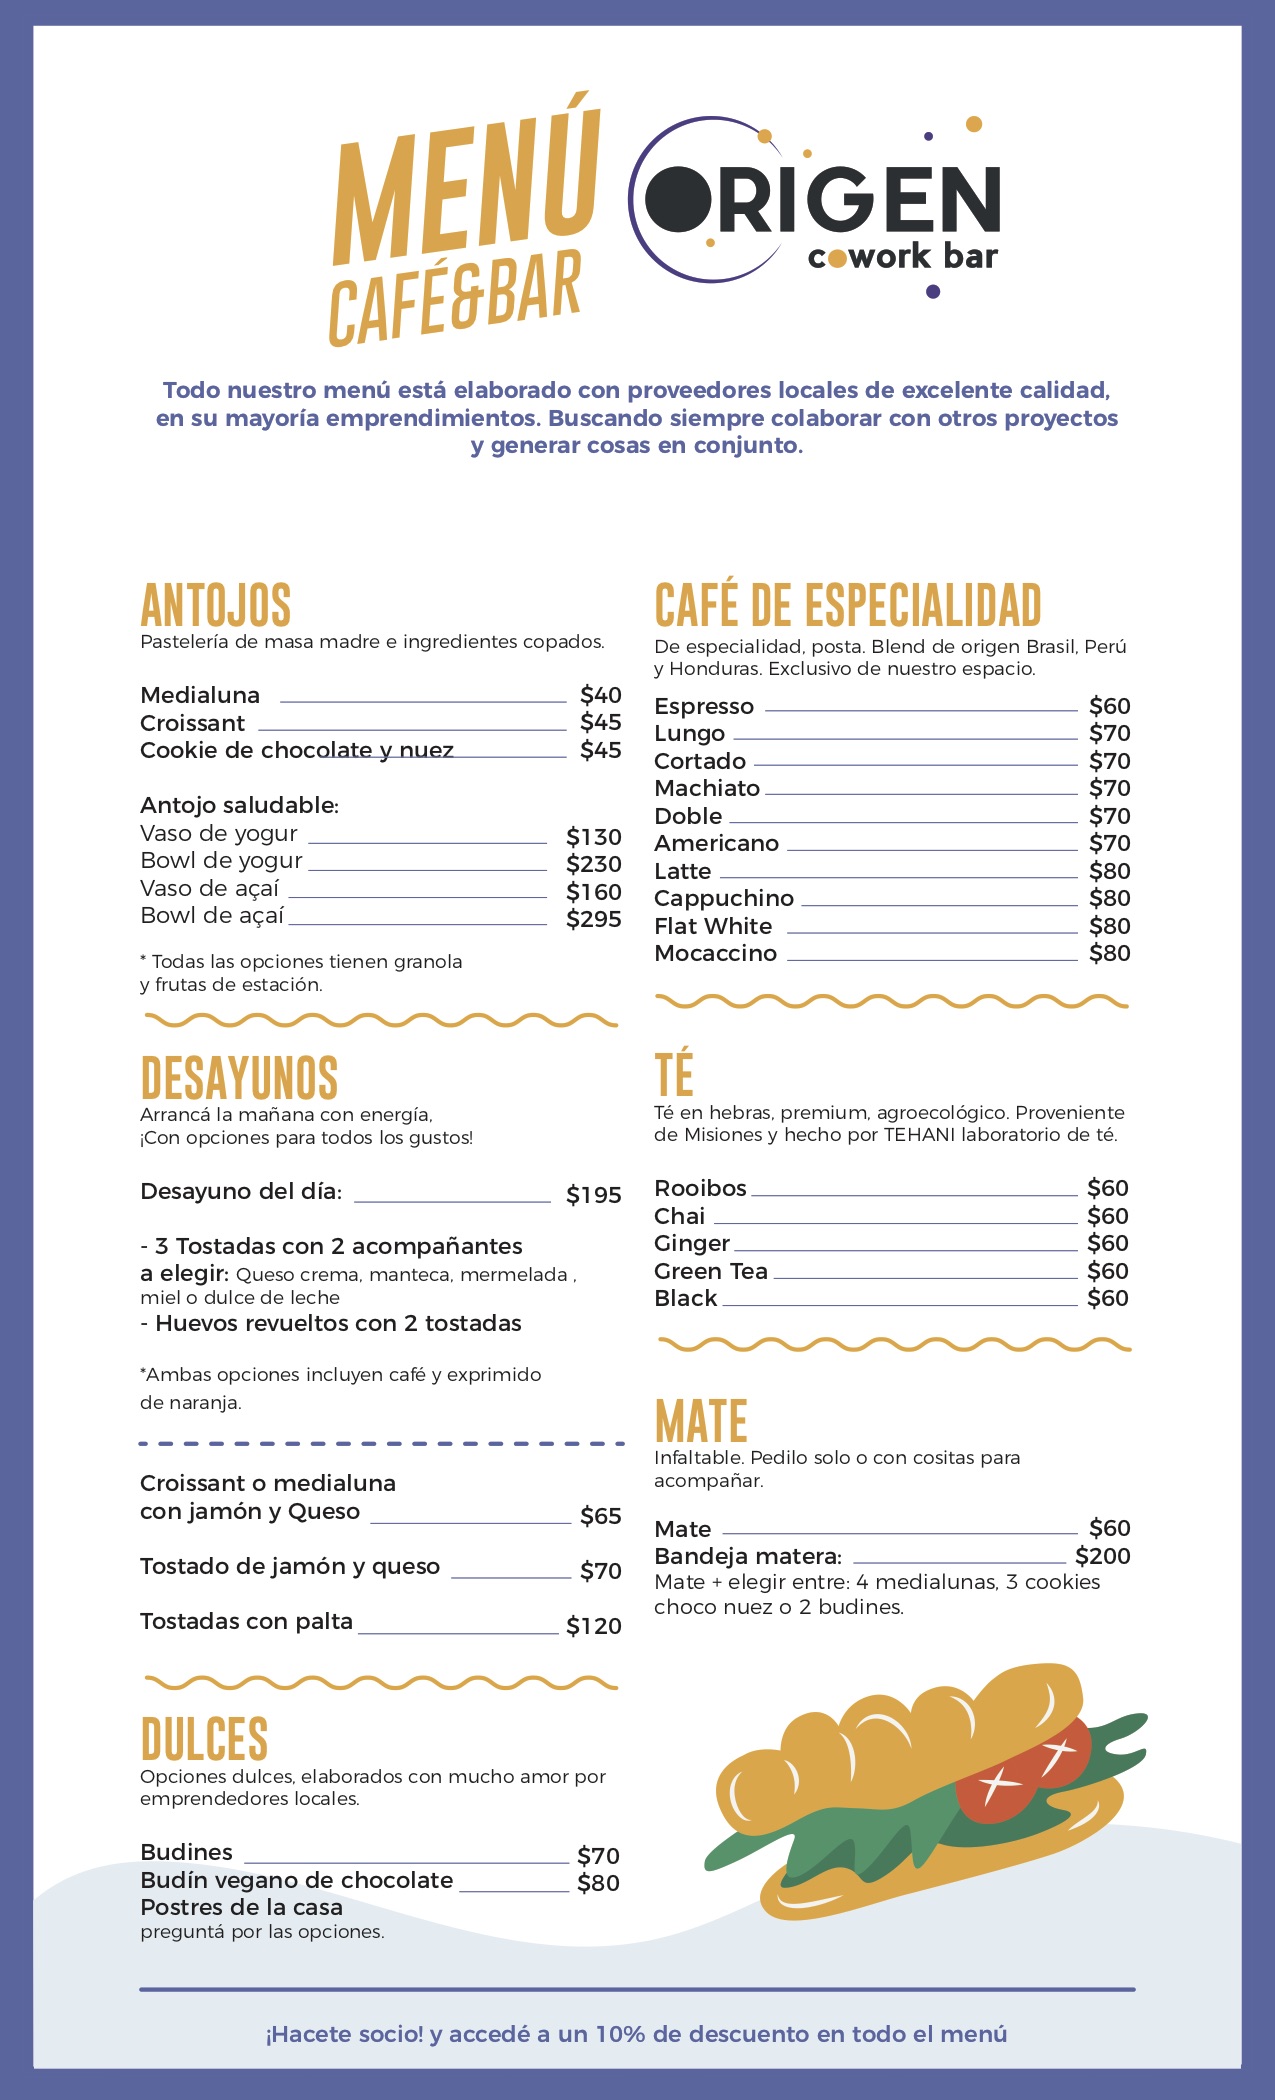 MENÚ
CAFÉ&BAR
ORIGEN
cowork bar
Todo nuestro menú está elaborado con proveedores locales de excelente calidad,
en su mayoría emprendimientos. Buscando siempre colaborar con otros proyectos
y generar cosas en conjunto.
ANTOJOS
Pastelería de masa madre e ingredientes copados.
Medialuna $40
Croissant $45
Cookie de chocolate y nuez $45
Antojo saludable:
Vaso de yogur $130
Bowl de yogur $230
Vaso de açaí $160
Bowl de açaí $295
* Todas las opciones tienen granola
y frutas de estación.
DESAYUNOS
Arrancá la mañana con energía,
¡Con opciones para todos los gustos!
Desayuno del día: $195
- 3 Tostadas con 2 acompañantes
a elegir: Queso crema, manteca, mermelada ,
miel o dulce de leche
- Huevos revueltos con 2 tostadas
*Ambas opciones incluyen café y exprimido
de naranja.
Croissant o medialuna
con jamón y Queso $65
Tostado de jamón y queso $70
Tostadas con palta $120
DULCES
Opciones dulces, elaborados con mucho amor por
emprendedores locales.
Budines $70
Budín vegano de chocolate $80
Postres de la casa
preguntá por las opciones.
CAFÉ DE ESPECIALIDAD
De especialidad, posta. Blend de origen Brasil, Perú
y Honduras. Exclusivo de nuestro espacio.
Espresso $60
Lungo $70
Cortado $70
Machiato $70
Doble $70
Americano $70
Latte $80
Cappuchino $80
Flat White $80
Mocaccino $80
TÉ
Té en hebras, premium, agroecológico. Proveniente
de Misiones y hecho por TEHANI laboratorio de té.
Rooibos $60
Chai $60
Ginger $60
Green Tea $60
Black $60
MATE
Infaltable. Pedilo solo o con cositas para
acompañar.
Mate $60
Bandeja matera: $200
Mate + elegir entre: 4 medialunas, 3 cookies
choco nuez o 2 budines.
¡Hacete socio! y accedé a un 10% de descuento en todo el menú